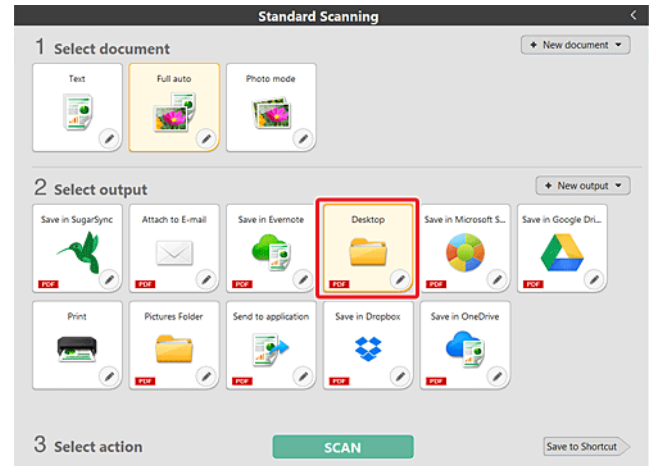 Standard Scanning
1 Select document
+ New document
Text
Full auto
Photo mode
2 Select output
+ New output
Save in SugarSync
Attach to E-mail
Save in Evernote
Desktop
Save in Microsoft S...
Save in Google Dri...
PDF
PDF
PDF
PDF
PDF
PDF
Print
Pictures Folder
Send to application
Save in Dropbox
Save in OneDrive
PDF
PDF
PDF
PDF
3 Select action
SCAN
Save to Shortcut